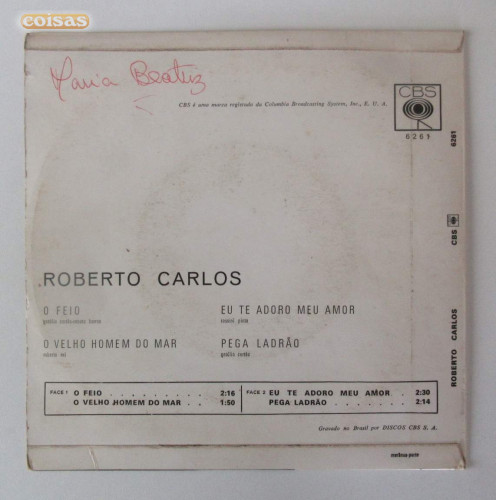 coisas
Maria Beatriz
CBS
CBS é uma marca registada da Columbia Broadcasting System, Inc., E. U. A.
6261
6261
CBS
ROBERTO CARLOS
ROBERTO CARLOS
O FEIO
EU TE ADORO MEU AMOR
O VELHO HOMEM DO MAR
PEGA LADRÃO
FACE 1 O FEIO . . . . . . . . . 2:16
O VELHO HOMEM DO MAR . . 1:50
FACE 2 EU TE ADORO MEU AMOR . 2:30
PEGA LADRÃO . . . . . . . 2:14
Gravado no Brasil por DISCOS CBS S. A.